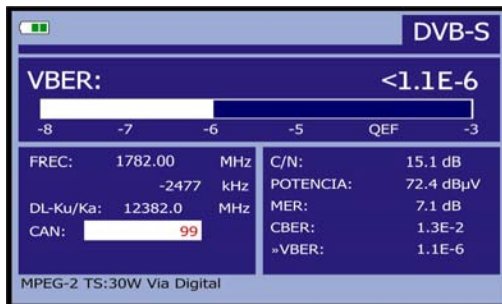 DVB-S
VBER: <1.1E-6
-8 -7 -6 -5 QEF -3
FREC: 1782.00 MHz
-2477 kHz
DL-Ku/Ka: 12382.0 MHz
CAN: 99
C/N: 15.1 dB
POTENCIA: 72.4 dBµV
MER: 7.1 dB
CBER: 1.3E-2
»VBER: 1.1E-6
MPEG-2 TS:30W Via Digital